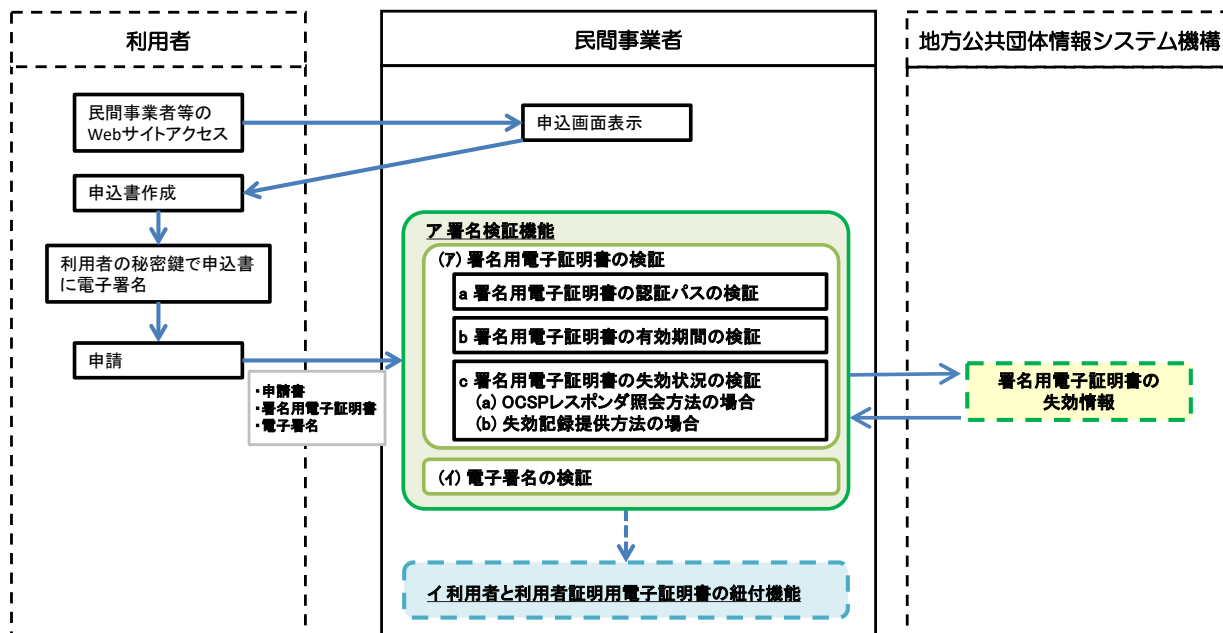 利用者
民間事業者
地方公共団体情報システム機構
民間事業者等の
Webサイトアクセス
申込画面表示
申込書作成
利用者の秘密鍵で申込書
に電子署名
申請
・申請書
・署名用電子証明書
・電子署名
ア 署名検証機能
(ｱ) 署名用電子証明書の検証
a 署名用電子証明書の認証パスの検証
b 署名用電子証明書の有効期間の検証
c 署名用電子証明書の失効状況の検証
(a) OCSPレスポンダ照会方法の場合
(b) 失効記録提供方法の場合
(ｲ) 電子署名の検証
署名用電子証明書の
失効情報
イ 利用者と利用者証明用電子証明書の紐付機能